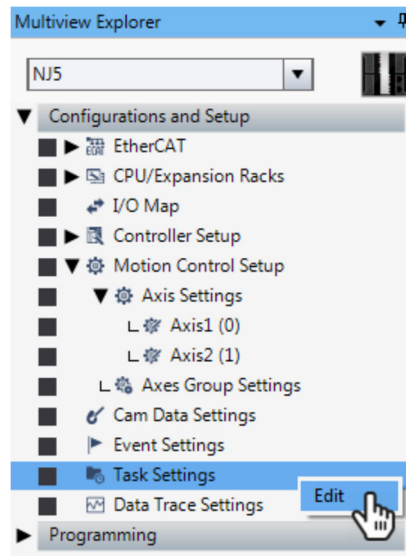 Multiview Explorer
NJ5
Configurations and Setup
EtherCAT
CPU/Expansion Racks
I/O Map
Controller Setup
Motion Control Setup
Axis Settings
Axis1 (0)
Axis2 (1)
Axes Group Settings
Cam Data Settings
Event Settings
Task Settings
Edit
Data Trace Settings
Programming